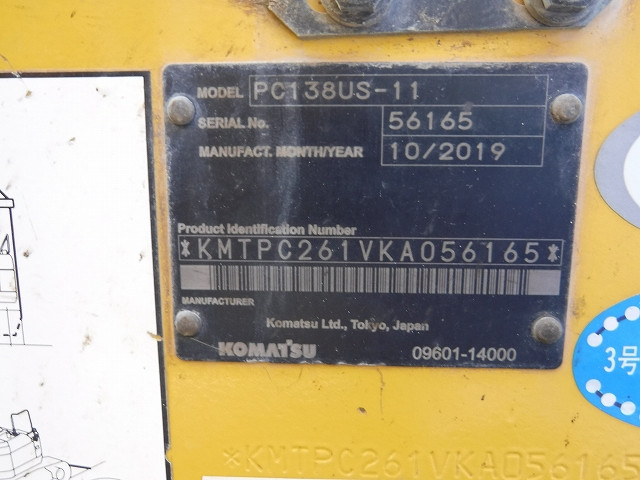 MODEL PC138US-11
SERIAL No. 56165
MANUFACT. MONTH/YEAR 10/2019
Product Identification Number
*KMTPC261VKA056165*
MANUFACTURER
Komatsu Ltd., Tokyo, Japan
KOMATSU 09601-14000
3号
*KMTPC261VKA056165